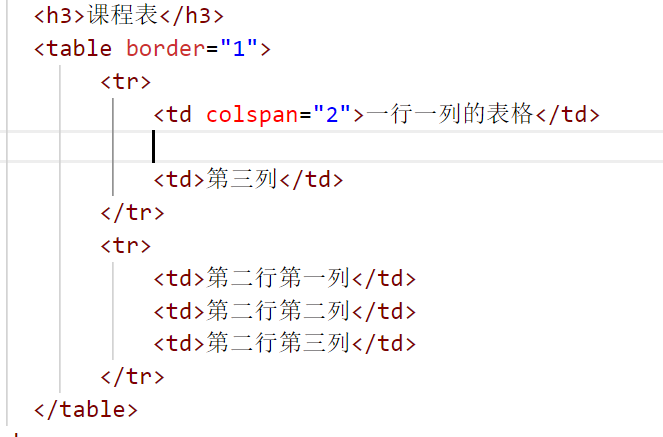 <h3>课程表</h3>
<table border="1">
<tr>
<td colspan="2">一行一列的表格</td>
<td>第三列</td>
</tr>
<tr>
<td>第二行第一列</td>
<td>第二行第二列</td>
<td>第二行第三列</td>
</tr>
</table>